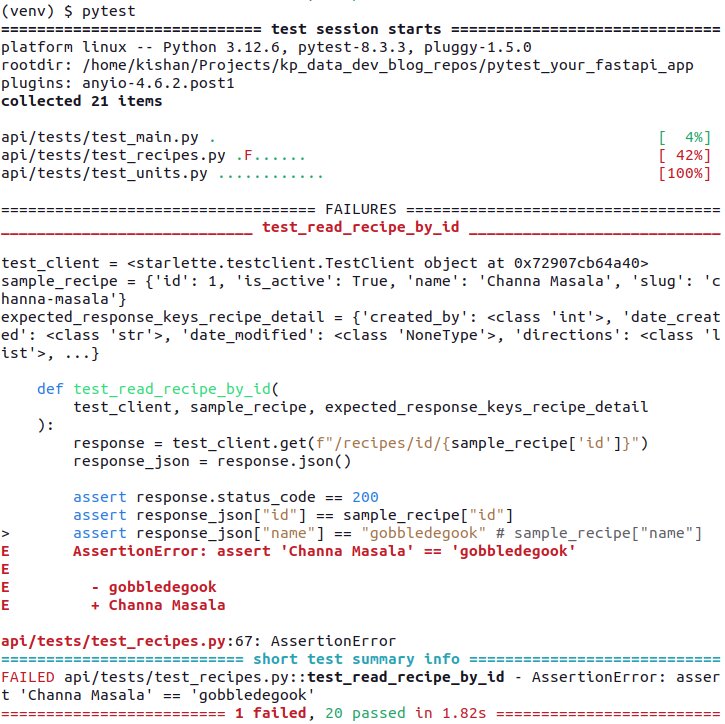 (venv) $ pytest
============================= test session starts ==============================
platform linux -- Python 3.12.6, pytest-8.3.3, pluggy-1.5.0
rootdir: /home/kishan/Projects/kp_data_dev_blog_repos/pytest_your_fastapi_app
plugins: anyio-4.6.2.post1
collected 21 items

api/tests/test_main.py .                                                 [  4%]
api/tests/test_recipes.py .F......                                       [ 42%]
api/tests/test_units.py ............                                     [100%]

=================================== FAILURES ===================================
____________________________ test_read_recipe_by_id ____________________________

test_client = <starlette.testclient.TestClient object at 0x72907cb64a40>
sample_recipe = {'id': 1, 'is_active': True, 'name': 'Channa Masala', 'slug': 'c
hanna-masala'}
expected_response_keys_recipe_detail = {'created_by': <class 'int'>, 'date_creat
ed': <class 'str'>, 'date_modified': <class 'NoneType'>, 'directions': <class 'l
ist'>, ...}

    def test_read_recipe_by_id(
        test_client, sample_recipe, expected_response_keys_recipe_detail
    ):
        response = test_client.get(f"/recipes/id/{sample_recipe['id']}")
        response_json = response.json()

        assert response.status_code == 200
        assert response_json["id"] == sample_recipe["id"]
>       assert response_json["name"] == "gobbledegook" # sample_recipe["name"]
E       AssertionError: assert 'Channa Masala' == 'gobbledegook'
E
E         - gobbledegook
E         + Channa Masala

api/tests/test_recipes.py:67: AssertionError
=========================== short test summary info ============================
FAILED api/tests/test_recipes.py::test_read_recipe_by_id - AssertionError: asser
t 'Channa Masala' == 'gobbledegook'
========================= 1 failed, 20 passed in 1.82s =========================